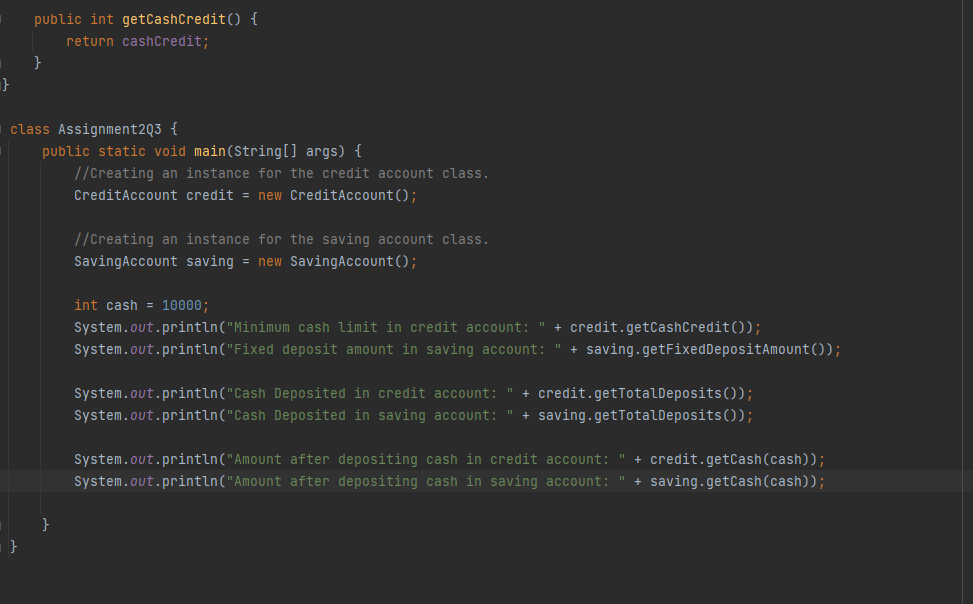 public int getCashCredit() {
return cashCredit;
}
}
class Assignment2Q3 {
public static void main(String[] args) {
//Creating an instance for the credit account class.
CreditAccount credit = new CreditAccount();
//Creating an instance for the saving account class.
SavingAccount saving = new SavingAccount();
int cash = 10000;
System.out.println("Minimum cash limit in credit account: " + credit.getCashCredit());
System.out.println("Fixed deposit amount in saving account: " + saving.getFixedDepositAmount());
System.out.println("Cash Deposited in credit account: " + credit.getTotalDeposits());
System.out.println("Cash Deposited in saving account: " + saving.getTotalDeposits());
System.out.println("Amount after depositing cash in credit account: " + credit.getCash(cash));
System.out.println("Amount after depositing cash in saving account: " + saving.getCash(cash));
}
}